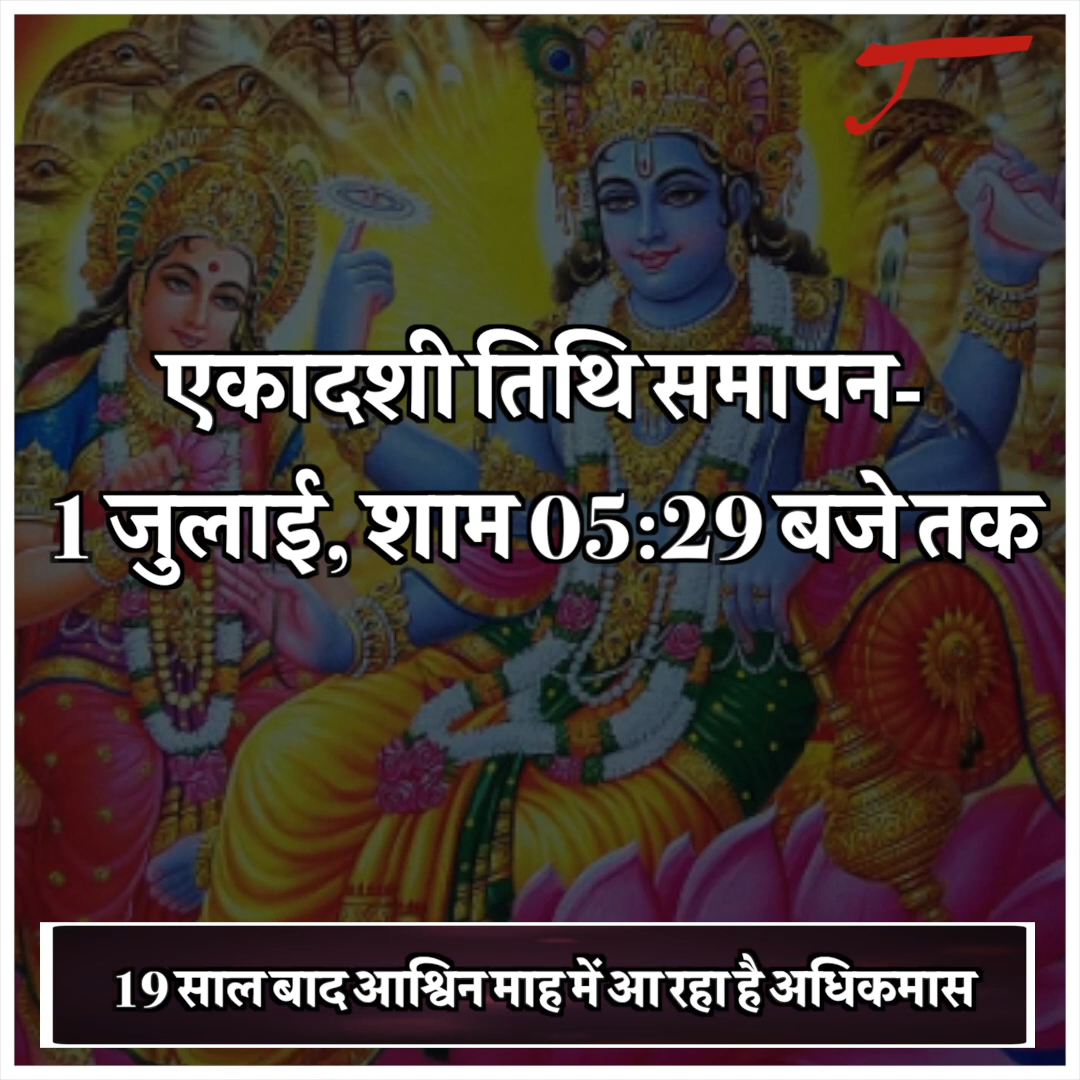 एकादशी तिथि समापन-
1 जुलाई, शाम 05:29 बजे तक
19 साल बाद आश्विन माह में आ रहा है अधिकमास